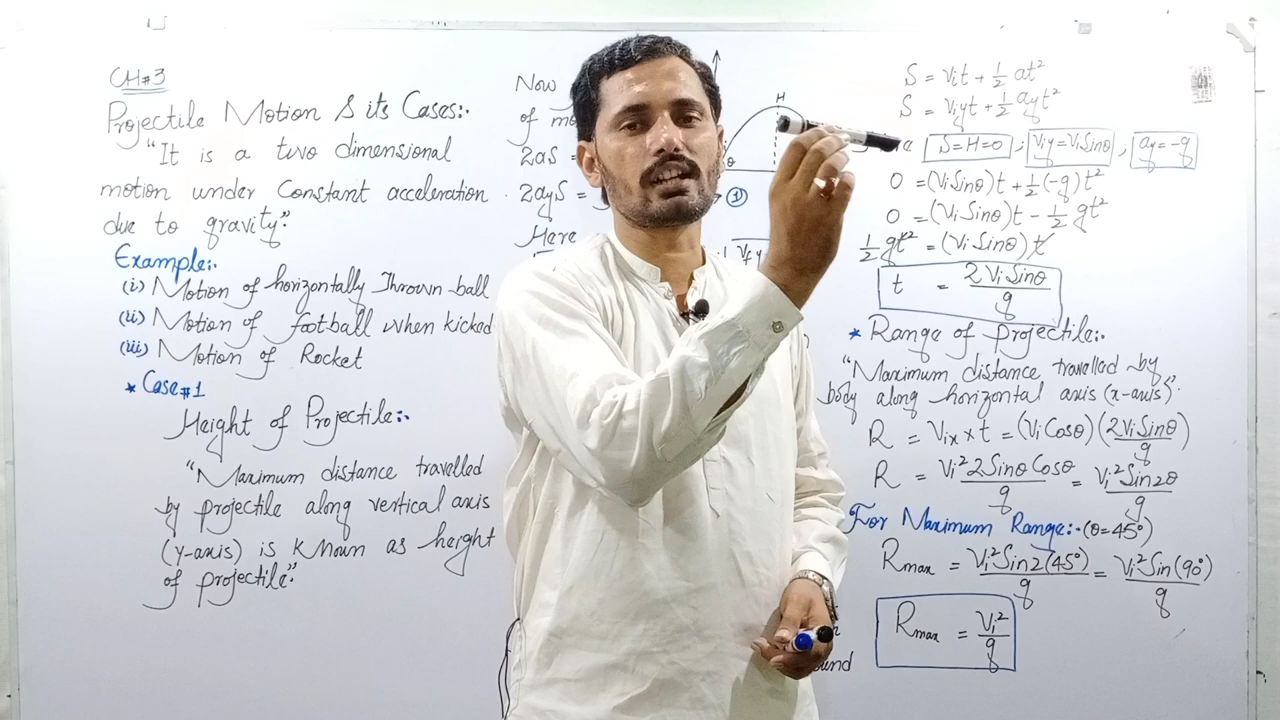 CH#3
Projectile Motion & its Cases:.
"It is a two dimensional
motion under Constant acceleration
due to gravity."
Example:.
(i) Motion of horizontally Thrown ball
(ii) Motion of football when kicked
(iii) Motion of Rocket
* Case#1
Height of Projectile:.
"Maximum distance travelled
by projectile along vertical axis
(y-axis) is known as height
of projectile"
Now
of
2aS =
2ayS =
Here
H
θ
①
S = Vit + 1/2 at²
S = Viyt + 1/2 ayt²
S=H=0 ; Viy=ViSinθ ; ay=-g
0 = (ViSinθ)t + 1/2(-g)t²
0 = (ViSinθ)t - 1/2 gt²
1/2 gt² = (ViSinθ)t
t = 2ViSinθ/g
* Range of Projectile:.
"Maximum distance travelled by
body along horizontal axis (x-axis)".
R = Vix × t = (ViCosθ)(2ViSinθ/g)
R = Vi²2SinθCosθ/g = Vi²Sin2θ/g
For Maximum Range:. (θ=45°)
Rmax = Vi²Sin2(45°)/g = Vi²Sin(90°)/g
Rmax = Vi²/g